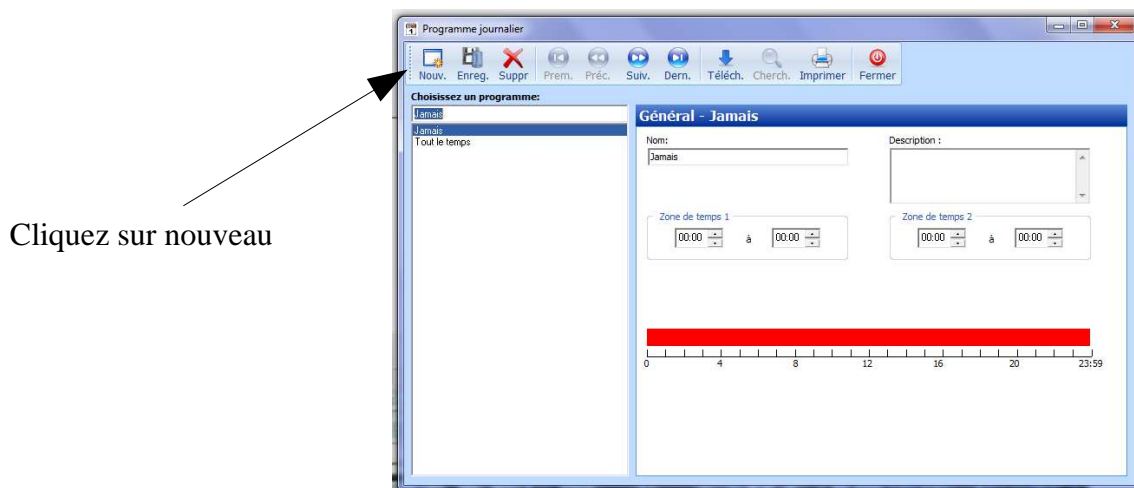 Programme journalier
Nouv. Enreg. Suppr Prem. Préc. Suiv. Dern. Téléch. Cherch. Imprimer Fermer
Choisissez un programme:
Jamais
Jamais
Tout le temps
Général - Jamais
Nom:
Description :
Jamais
Zone de temps 1
Zone de temps 2
00:00 à 00:00
00:00 à 00:00
0 4 8 12 16 20 23:59
Cliquez sur nouveau